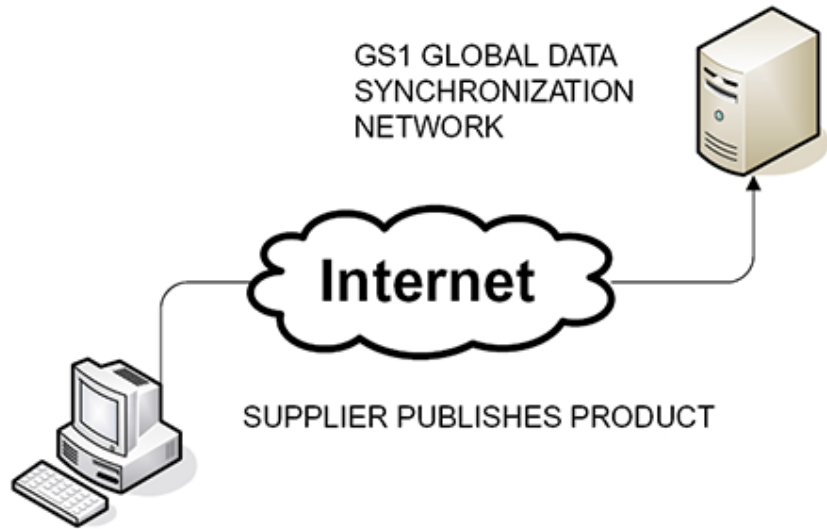 GS1 GLOBAL DATA
SYNCHRONIZATION
NETWORK
Internet
SUPPLIER PUBLISHES PRODUCT